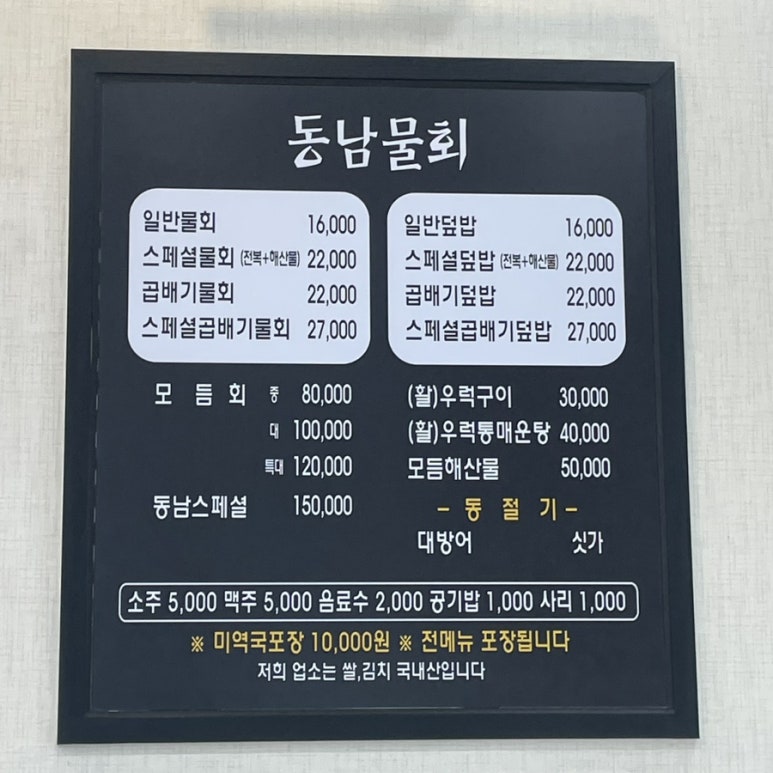 동남물회
일반물회 16,000
스페셜물회 (전복+해산물) 22,000
곱배기물회 22,000
스페셜곱배기물회 27,000
일반덮밥 16,000
스페셜덮밥 (전복+해산물) 22,000
곱배기덮밥 22,000
스페셜곱배기덮밥 27,000
모 듬 회 중 80,000
대 100,000
특대 120,000
동남스페셜 150,000
(활)우럭구이 30,000
(활)우럭통매운탕 40,000
모듬해산물 50,000
- 동 절 기 -
대방어 싯가
소주 5,000 맥주 5,000 음료수 2,000 공기밥 1,000 사리 1,000
※ 미역국포장 10,000원 ※ 전메뉴 포장됩니다
저희 업소는 쌀,김치 국내산입니다